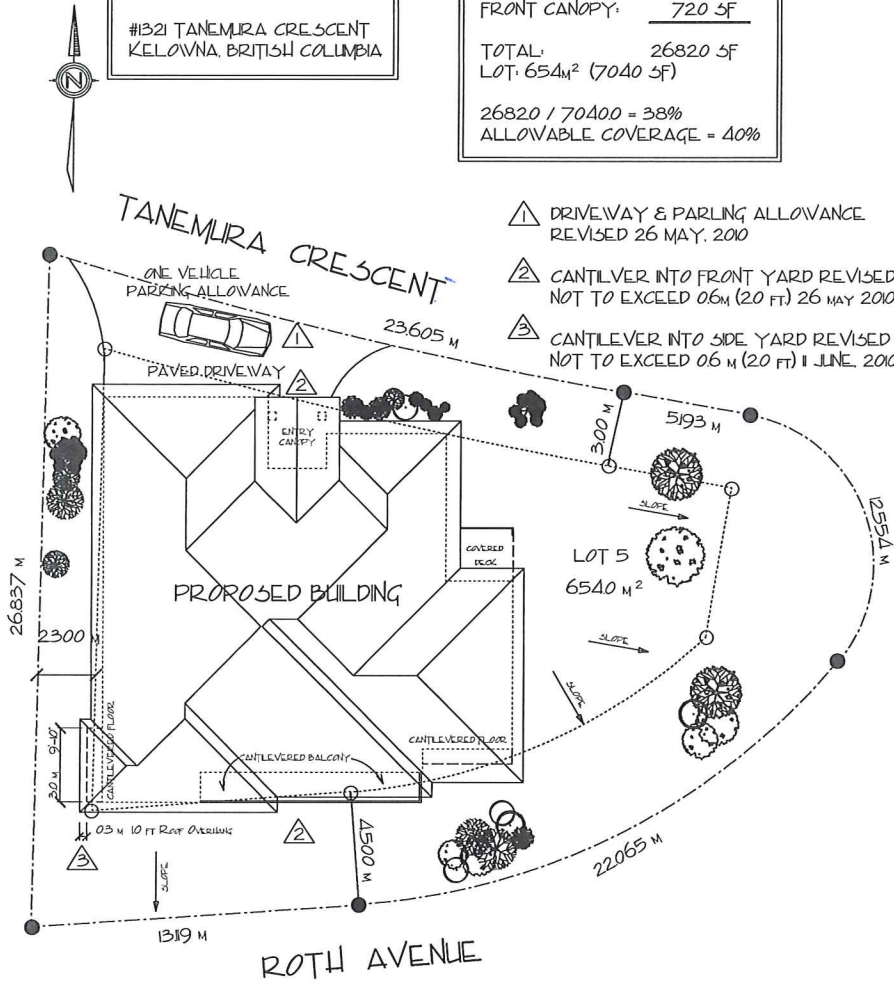 #1321 TANEMURA CRESCENT
KELOWNA, BRITISH COLUMBIA
FRONT CANOPY: 72.0 SF
TOTAL: 2682.0 SF
LOT: 654M² (7040 SF)
2682.0 / 7040.0 = 38%
ALLOWABLE COVERAGE = 40%
N
1 DRIVEWAY & PARLING ALLOWANCE
REVISED 26 MAY, 2010
2 CANTILVER INTO FRONT YARD REVISED
NOT TO EXCEED 0.6M (2.0 FT.) 26 MAY 2010
3 CANTILEVER INTO SIDE YARD REVISED
NOT TO EXCEED 0.6 M (2.0 FT) 11 JUNE, 2010
TANEMURA CRESCENT
ONE VEHICLE
PARKING ALLOWANCE
1
23.605 M
PAVED DRIVEWAY
2
ENTRY
CANOPY
3.00 M
5.193 M
SLOPE
12.554 M
COVERED
DECK
LOT 5
654.0 M²
PROPOSED BUILDING
26.837 M
2.300 M
SLOPE
SLOPE
CANTILEVERED FLOOR
3.0 M 9'-10"
CANTILEVERED BALCONY
CANTILEVERED FLOOR
0.3 M 1.0 FT ROOF OVERHANG
2
3
SLOPE
4.500 M
22.065 M
13.119 M
ROTH AVENUE